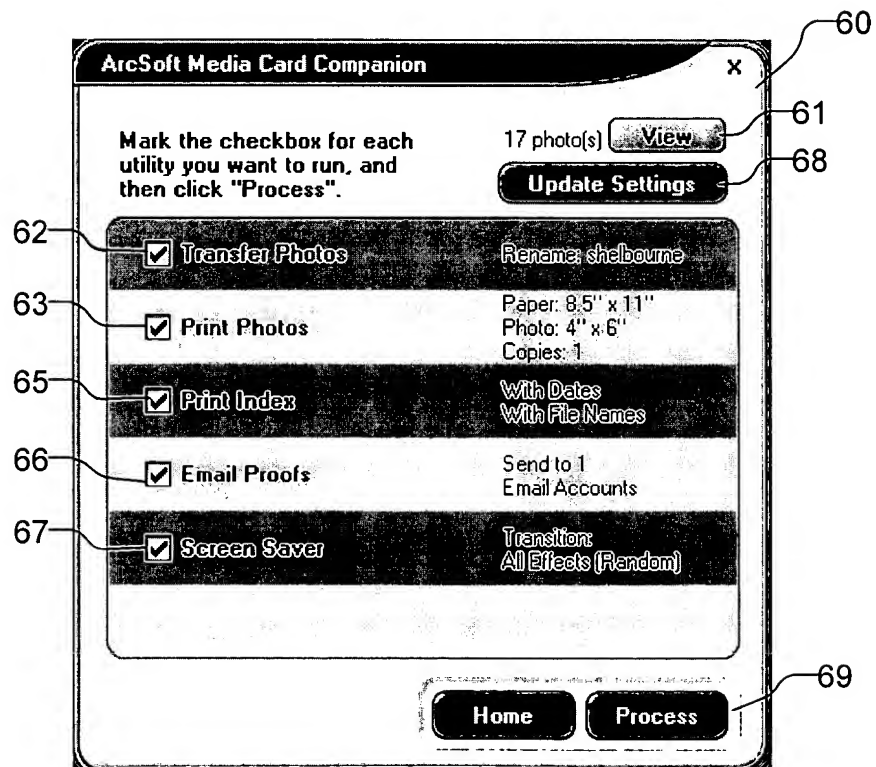 60
ArcSoft Media Card Companion
x
61
Mark the checkbox for each
utility you want to run, and
then click "Process".
17 photo(s) View
68
Update Settings
62
Transfer Photos
Rename: shelbourne
63
Print Photos
Paper: 8.5" x 11"
Photo: 4" x 6"
Copies: 1
65
Print Index
With Dates
With File Names
66
Email Proofs
Send to 1
Email Accounts
67
Screen Saver
Transition:
All Effects (Random)
69
Home
Process